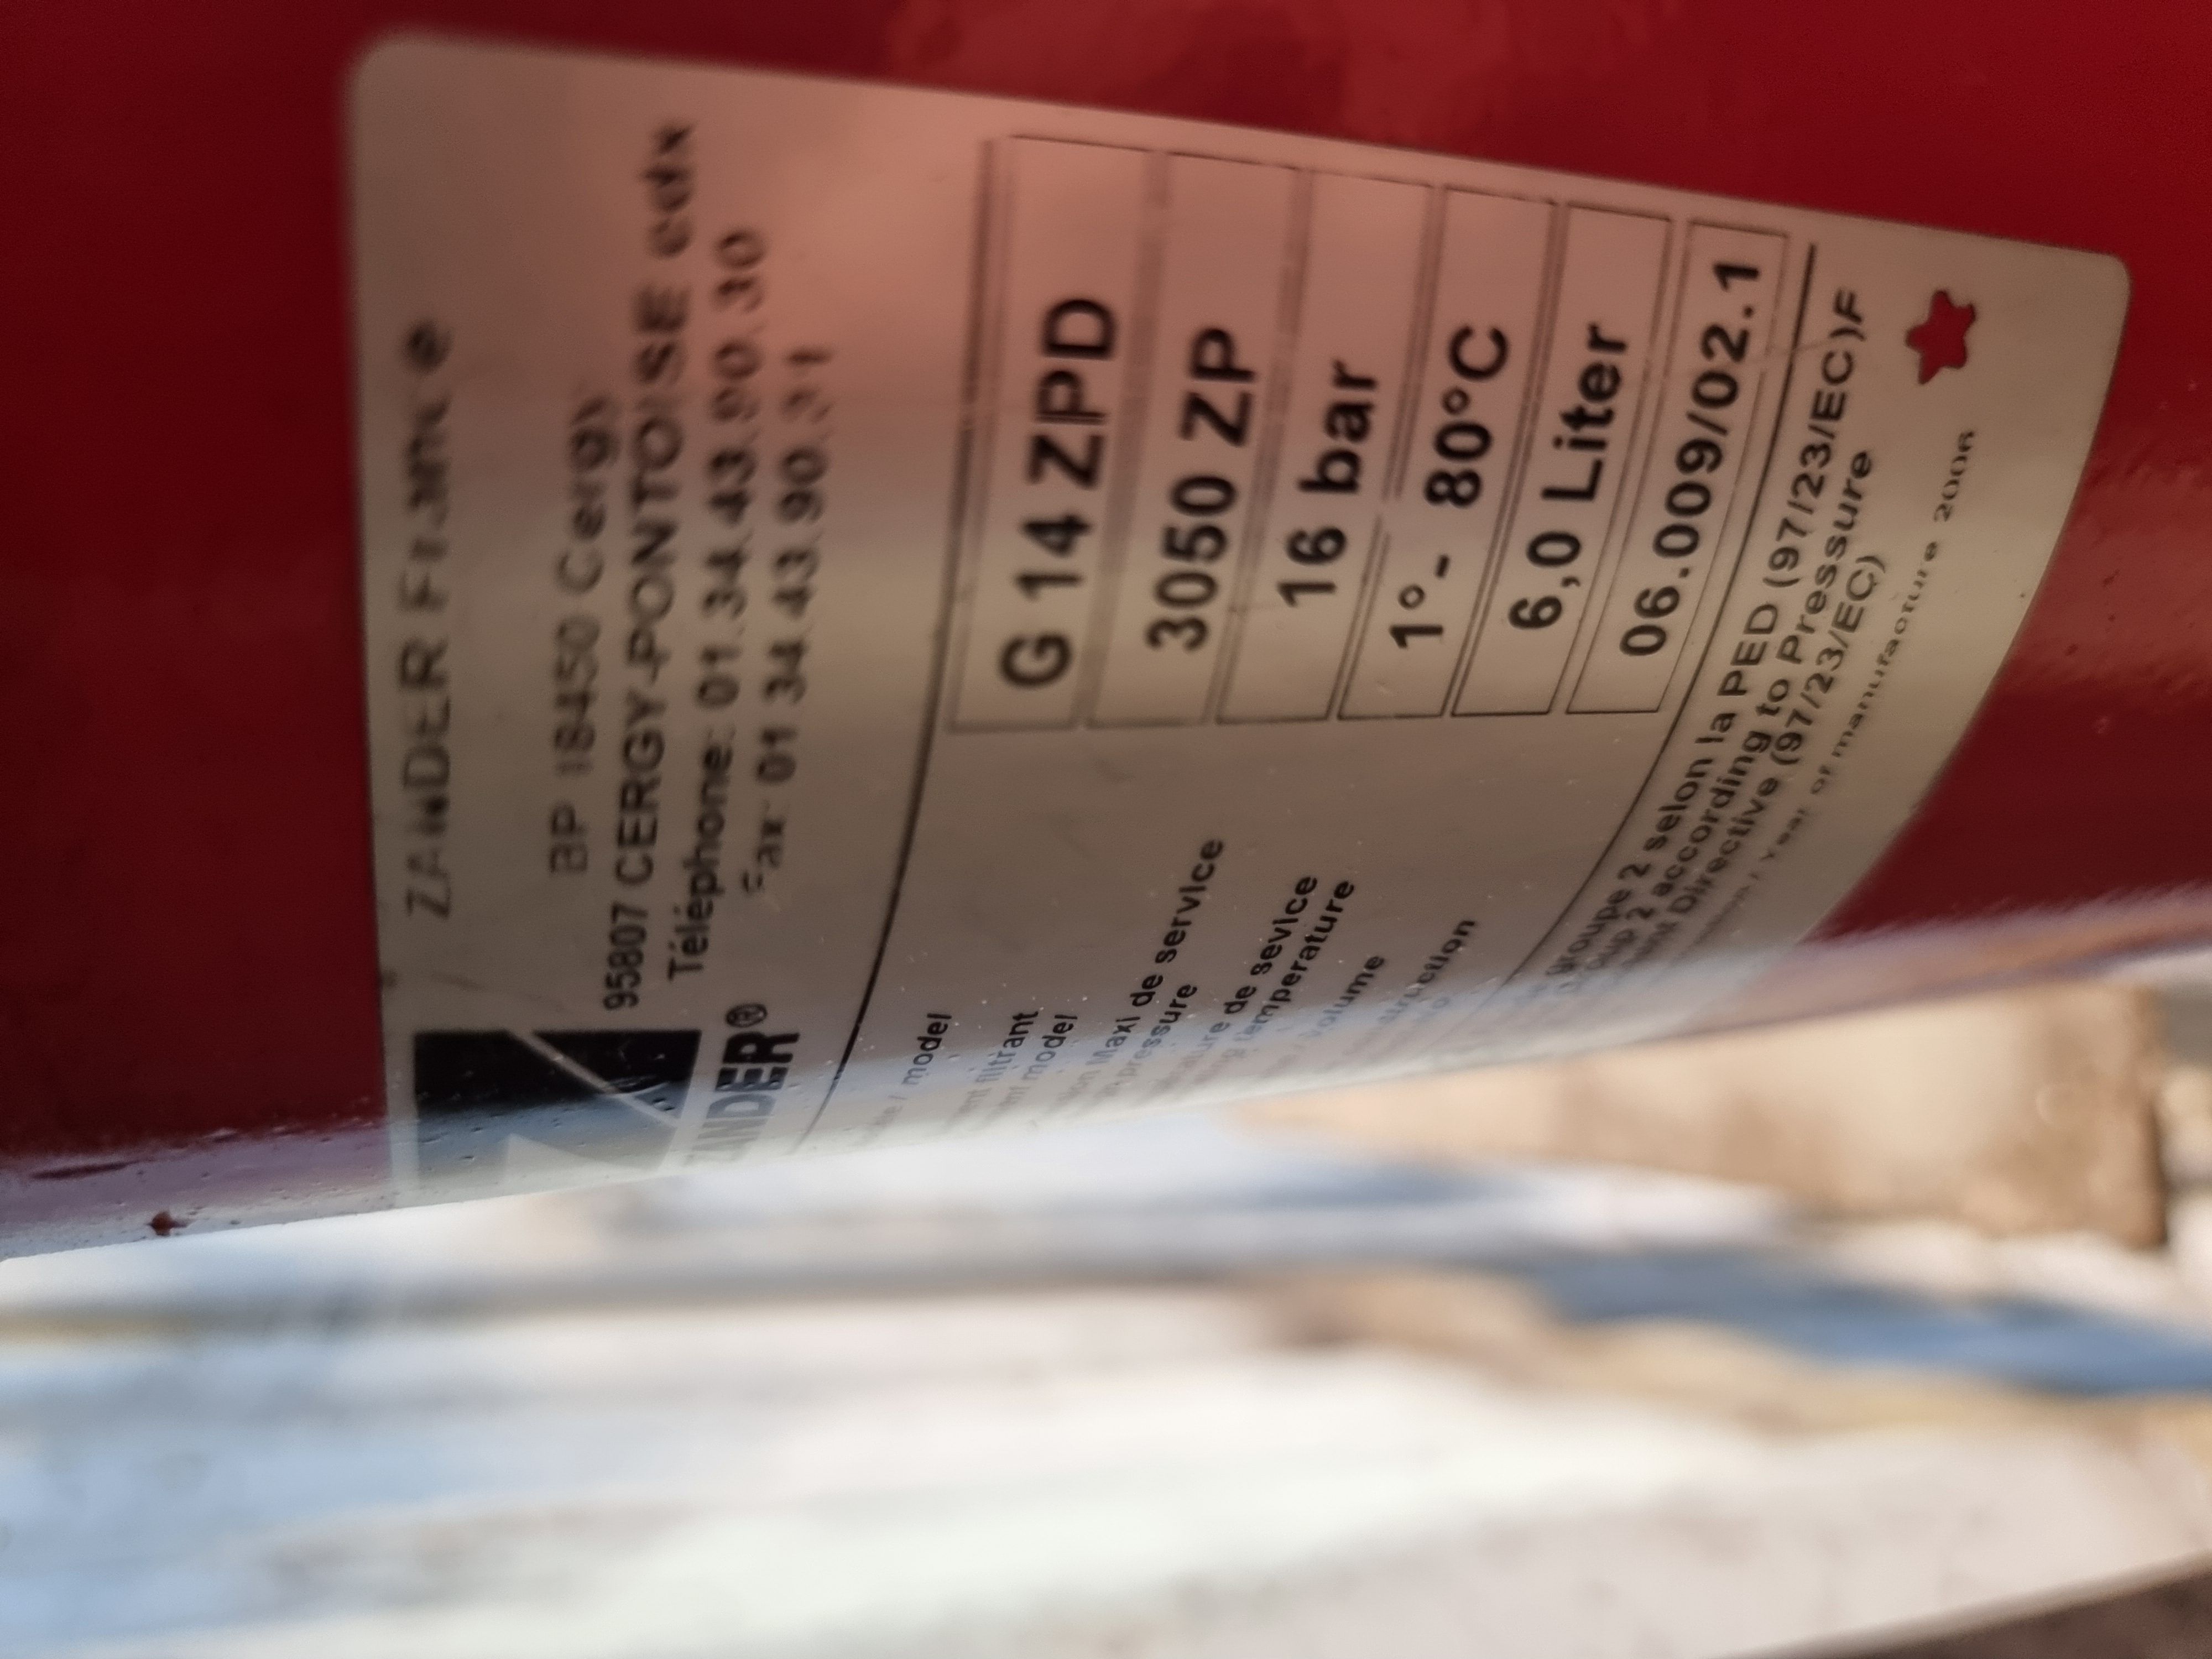 ZANDER France
BP 18450 Cergy
95807 CERGY-PONTOISE cdx
Téléphone: 01.34.43.90.30
Fax: 01.34.43.90.31
ZANDER®
/ model
G 14 ZPD
filtrant
model
3050 ZP
Maxi de service
pressure
16 bar
de sevice
temperature
1°- 80°C
/ volume
6,0 Liter
06.009/02.1
groupe 2 selon la PED (97/23/EC)F
2 according to Pressure
Directive (97/23/EC)
/ Year of manufacture 2006